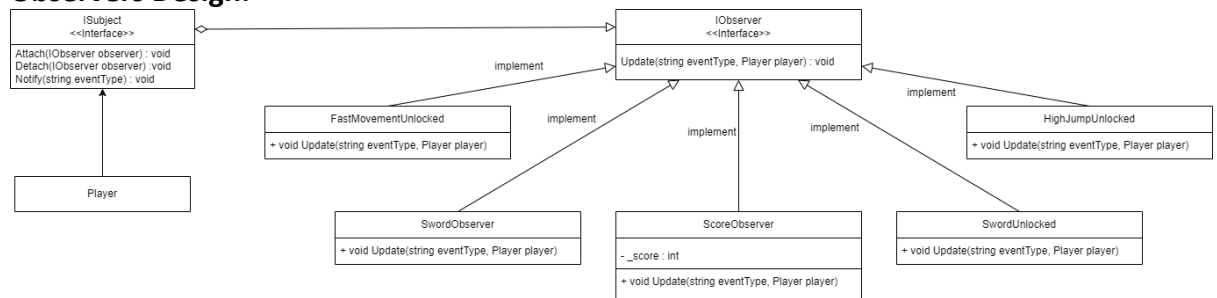 Observers Design:
ISubject
<<Interface>>
Attach(IObserver observer) : void
Detach(IObserver observer) :void
Notify(string eventType) : void
IObserver
<<Interface>>
Update(string eventType, Player player) : void
implement
implement
implement
implement
implement
FastMovementUnlocked
+ void Update(string eventType, Player player)
HighJumpUnlocked
+ void Update(string eventType, Player player)
Player
SwordObserver
+ void Update(string eventType, Player player)
ScoreObserver
- _score : int
+ void Update(string eventType, Player player)
SwordUnlocked
+ void Update(string eventType, Player player)